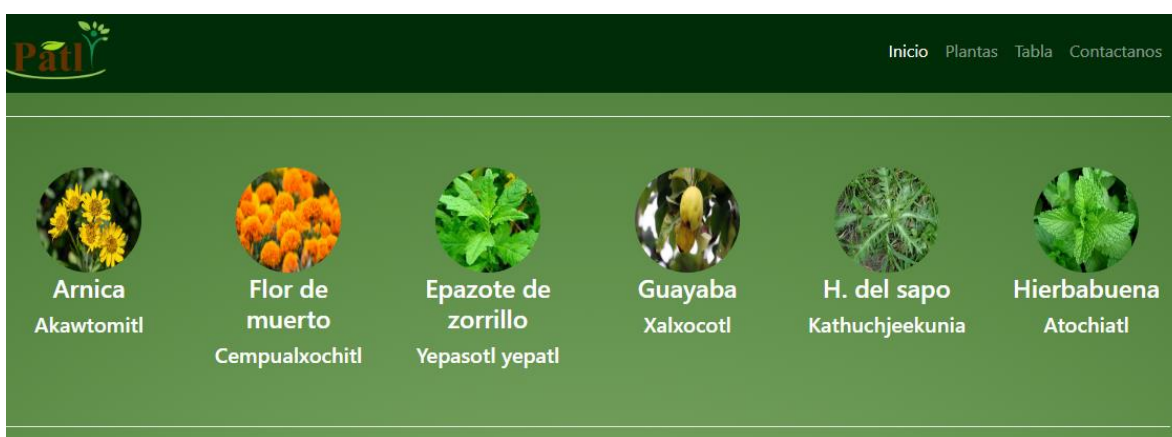 Patl
Inicio Plantas Tabla Contactanos
Arnica
Akawtomitl
Flor de
muerto
Cempualxochitl
Epazote de
zorrillo
Yepasotl yepatl
Guayaba
Xalxocotl
H. del sapo
Kathuchjeekunia
Hierbabuena
Atochiatl